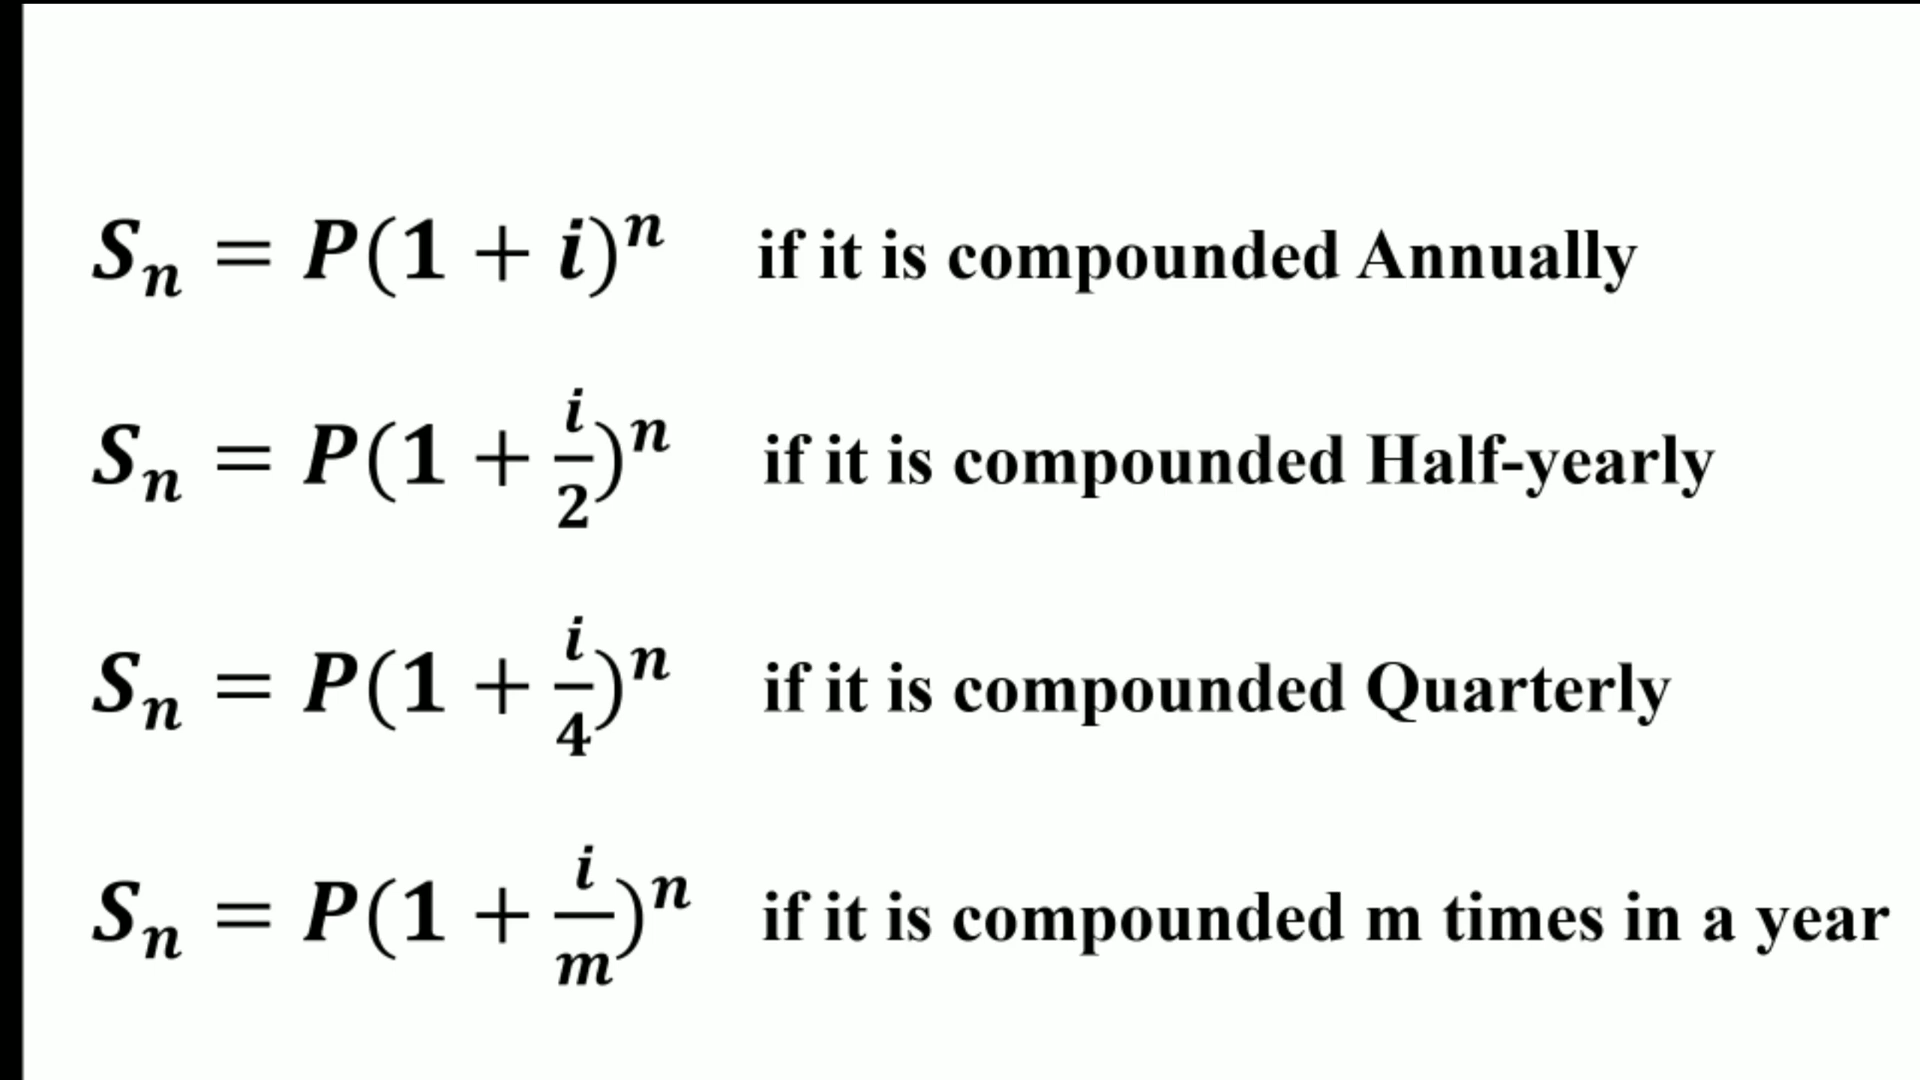 Sₙ = P(1 + i)ⁿ if it is compounded Annually
Sₙ = P(1 + i/2)ⁿ if it is compounded Half-yearly
Sₙ = P(1 + i/4)ⁿ if it is compounded Quarterly
Sₙ = P(1 + i/m)ⁿ if it is compounded m times in a year